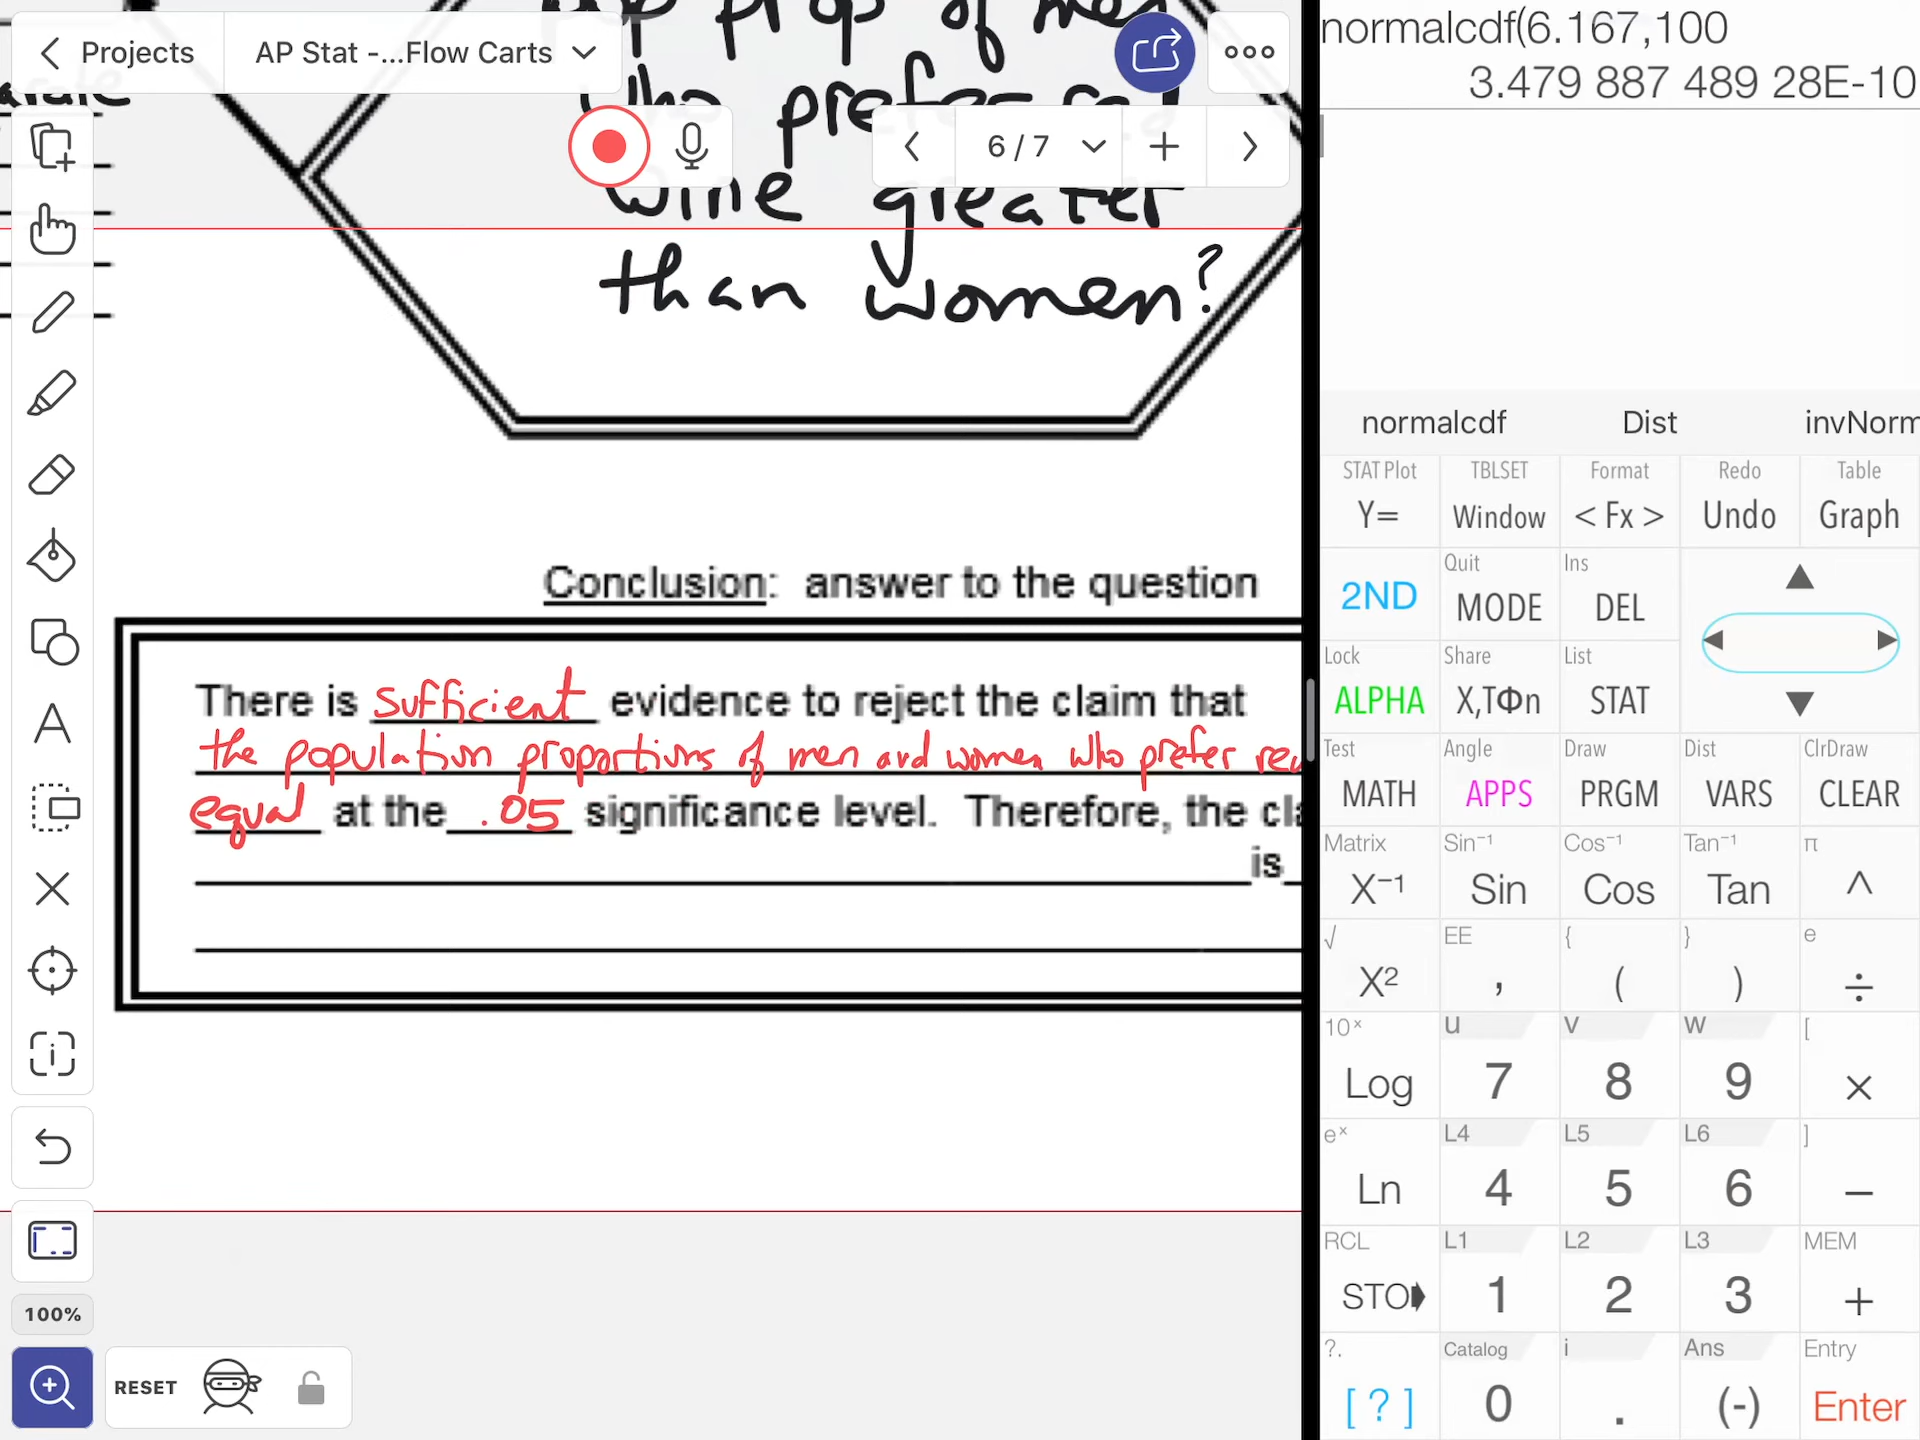 Projects
AP Stat -...Flow Carts
of men
who prefer red
6 / 7
wine greater
than women?
Conclusion: answer to the question
There is sufficient evidence to reject the claim that
the population proportions of men and women who prefer
equal at the .05 significance level. Therefore, the
is
100%
RESET
normalcdf(6.167,100
3.479 887 489 28E-10
normalcdf Dist invNorm
STAT Plot TBLSET Format Redo Table
Y= Window < Fx > Undo Graph
Quit Ins
2ND MODE DEL
Lock Share List
ALPHA X,TΦn STAT
Test Angle Draw Dist ClrDraw
MATH APPS PRGM VARS CLEAR
Matrix Sin⁻¹ Cos⁻¹ Tan⁻¹ π
X⁻¹ Sin Cos Tan ^
√ EE { } e
X² , ( ) ÷
10ˣ u v w [
Log 7 8 9 ×
eˣ L4 L5 L6 ]
Ln 4 5 6 −
RCL L1 L2 L3 MEM
STO 1 2 3 +
?. Catalog i Ans Entry
[ ? ] 0 . (-) Enter